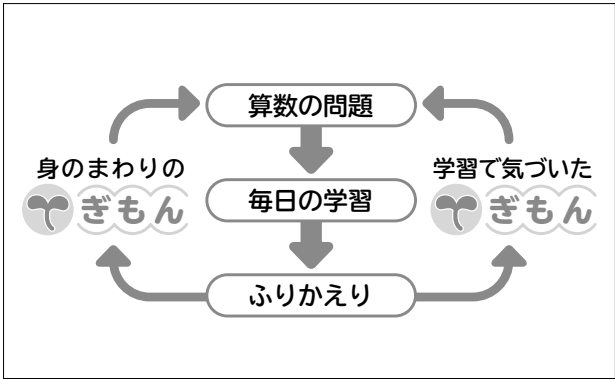 算数の問題
身のまわりの
ぎもん
毎日の学習
学習で気づいた
ぎもん
ふりかえり